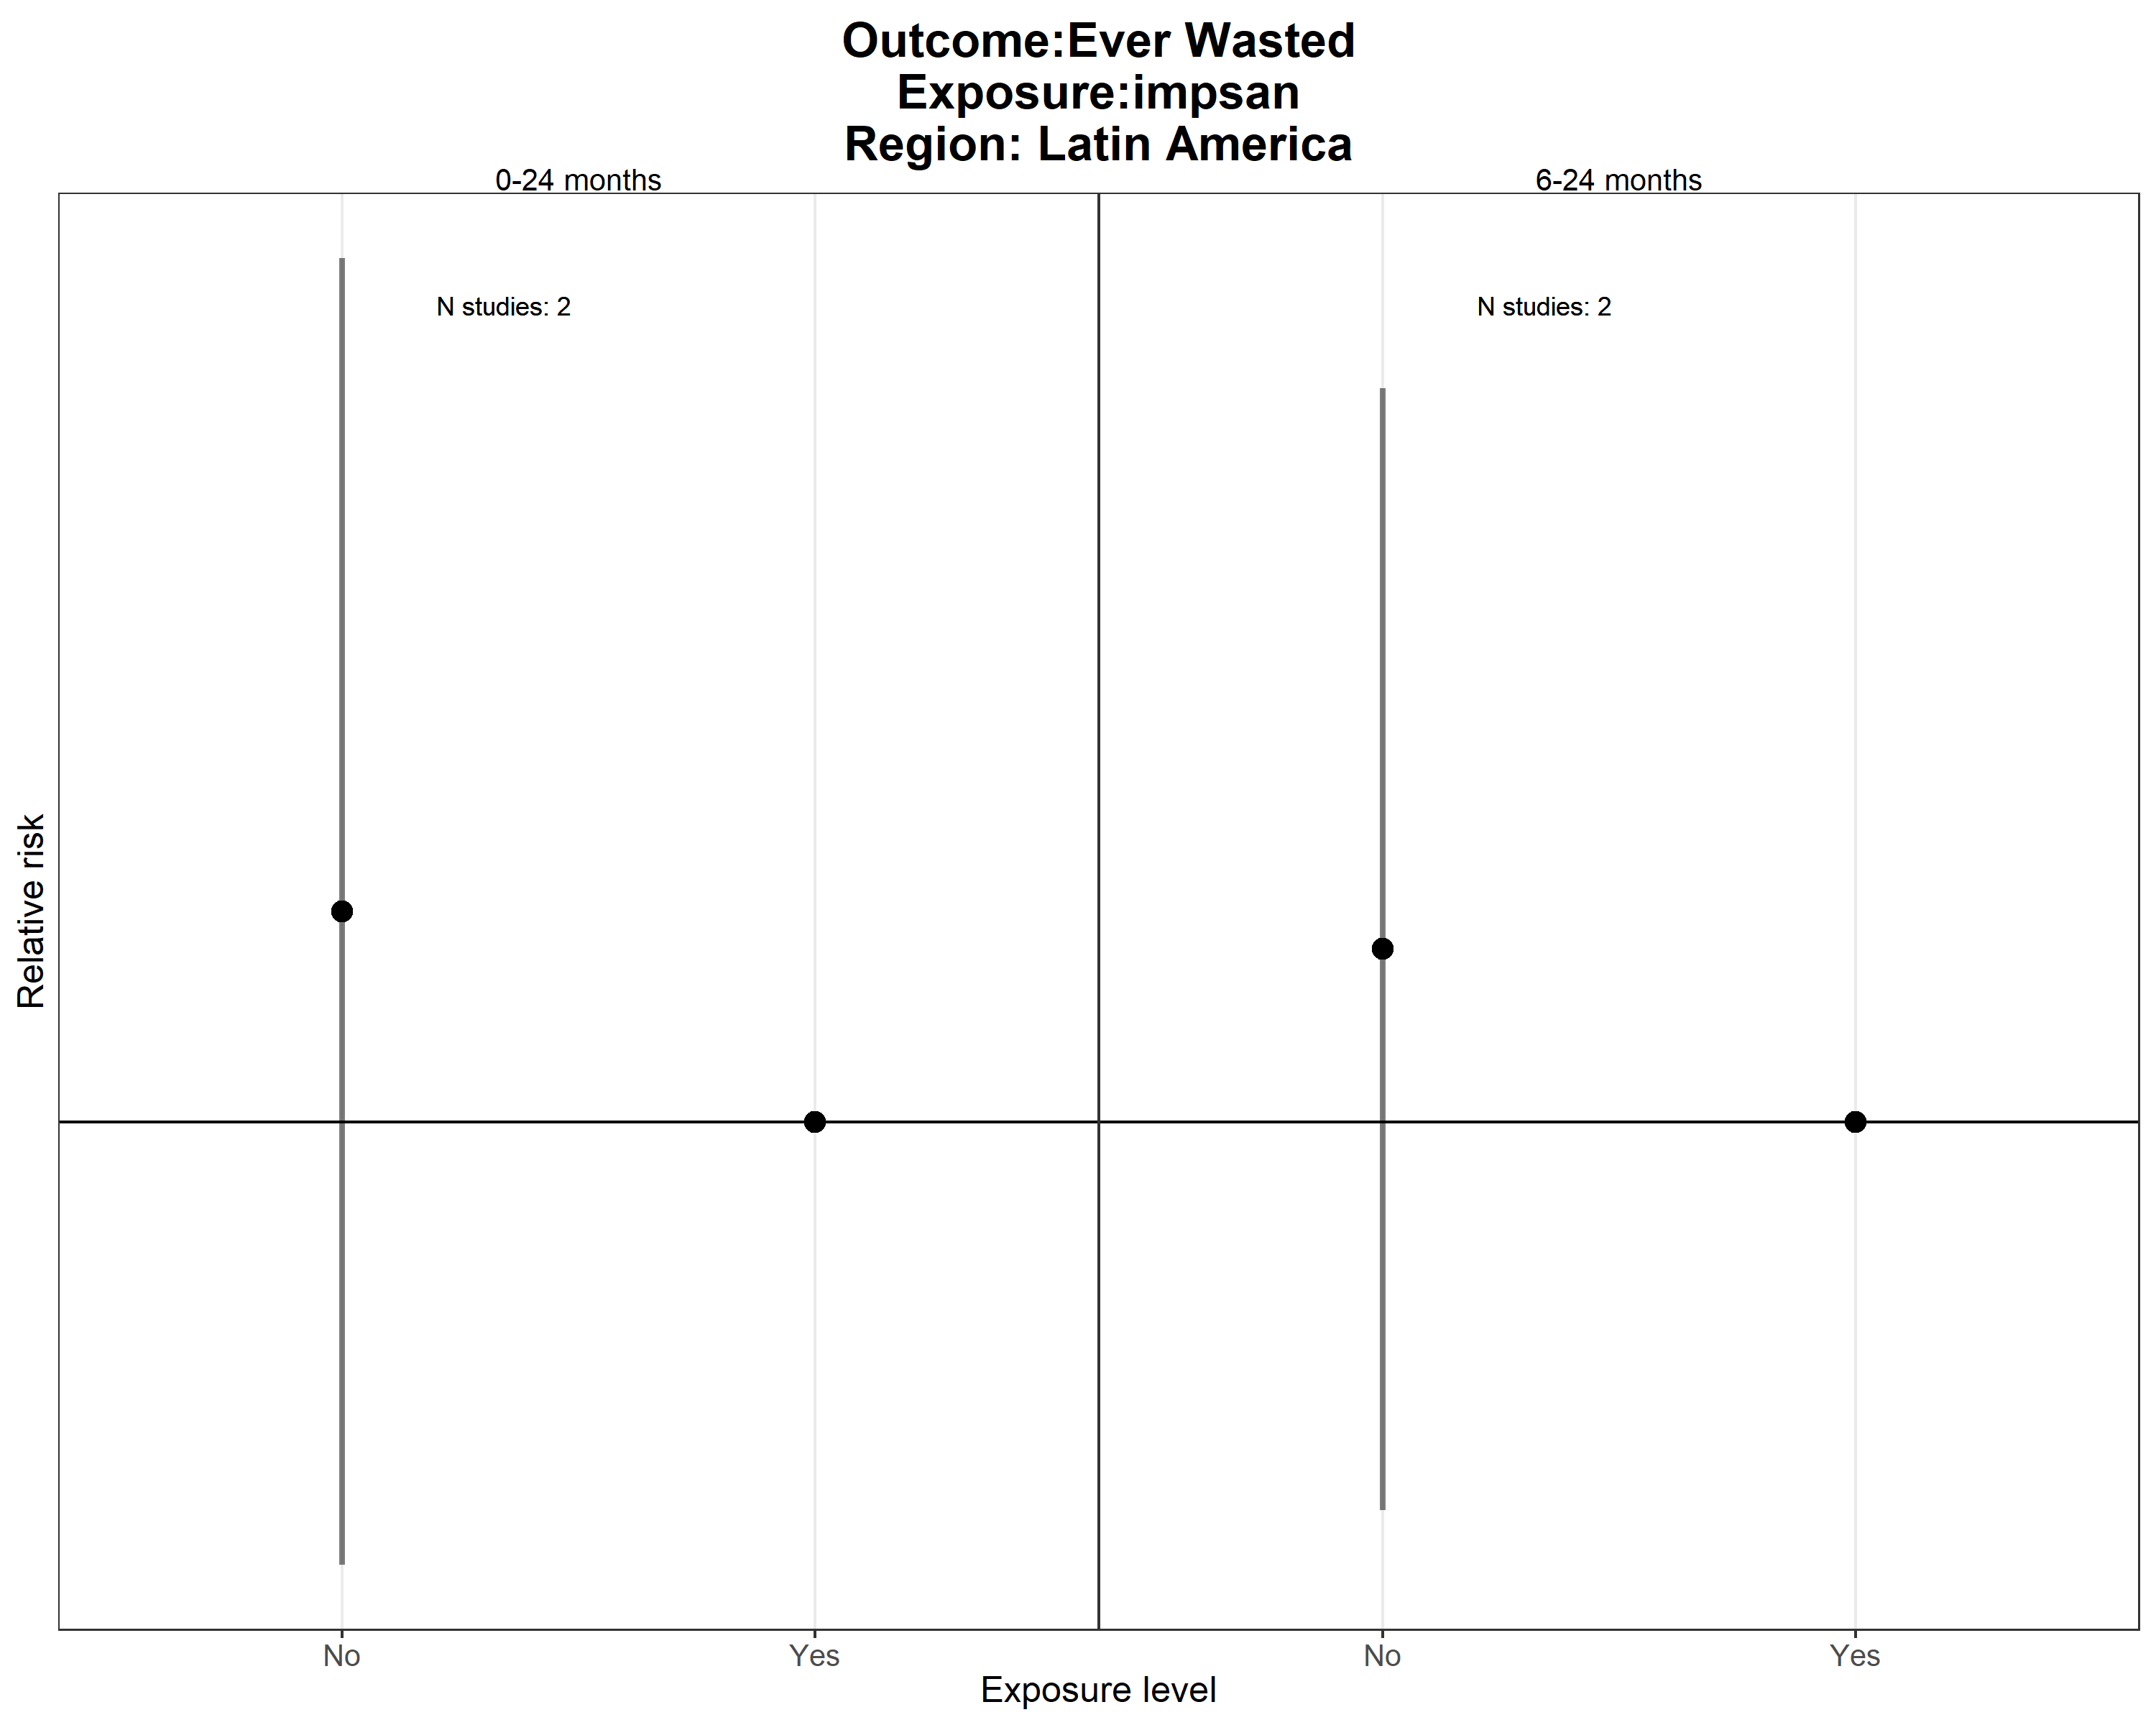 Outcome:Ever Wasted
Exposure:impsan
Region: Latin America
0-24 months
6-24 months
N studies: 2
N studies: 2
Relative risk
No
Yes
No
Yes
Exposure level